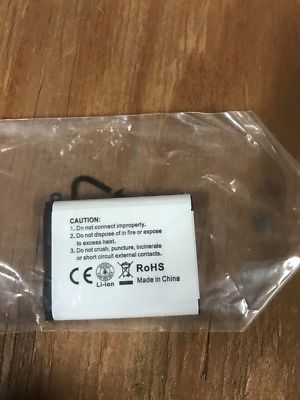 CAUTION:
1. Do not connect improperly.
2. Do not dispose of in fire or expose
to excess heat.
3. Do not crush, puncture, incinerate
or short circuit external contacts.
CE Li-ion RoHS
Made in China